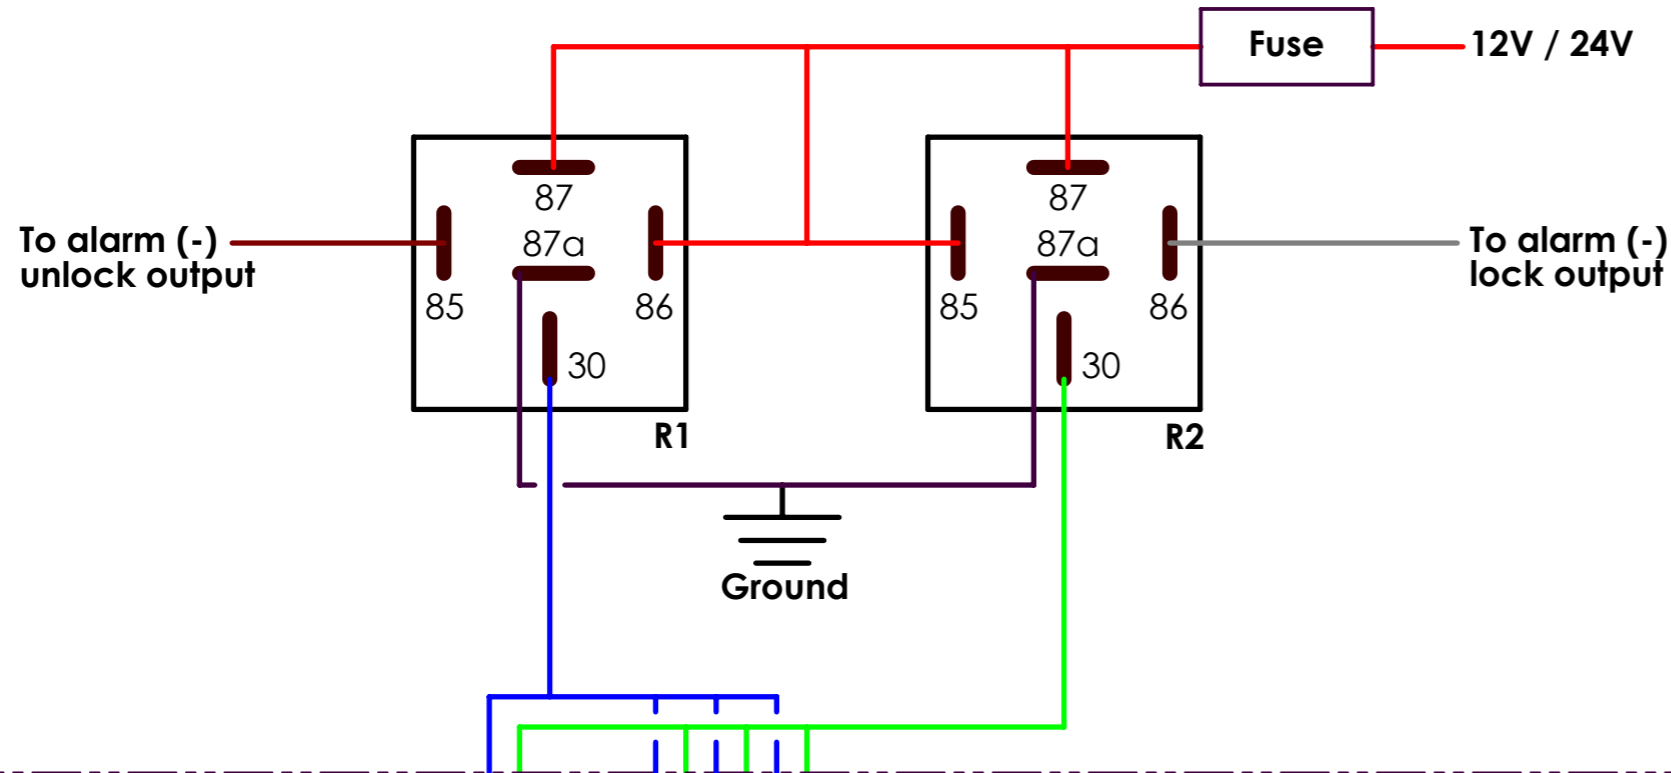 Fuse
12V / 24V
87
87a
85
86
30
R1
87
87a
85
86
30
R2
To alarm (-)
unlock output
To alarm (-)
lock output
Ground